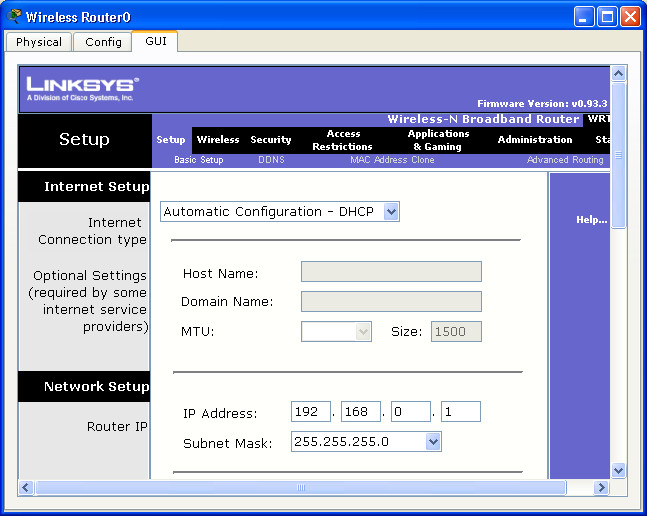 Wireless Router0
Physical Config GUI
LINKSYS®
A Division of Cisco Systems, Inc.
Firmware Version: v0.93.3
Wireless-N Broadband Router WRT
Setup
Setup Wireless Security Access Restrictions Applications & Gaming Administration Sta
Basic Setup DDNS MAC Address Clone Advanced Routing
Internet Setup
Internet
Connection type
Automatic Configuration - DHCP
Help...
Optional Settings
(required by some
internet service
providers)
Host Name:
Domain Name:
MTU: Size: 1500
Network Setup
Router IP
IP Address: 192 . 168 . 0 . 1
Subnet Mask: 255.255.255.0